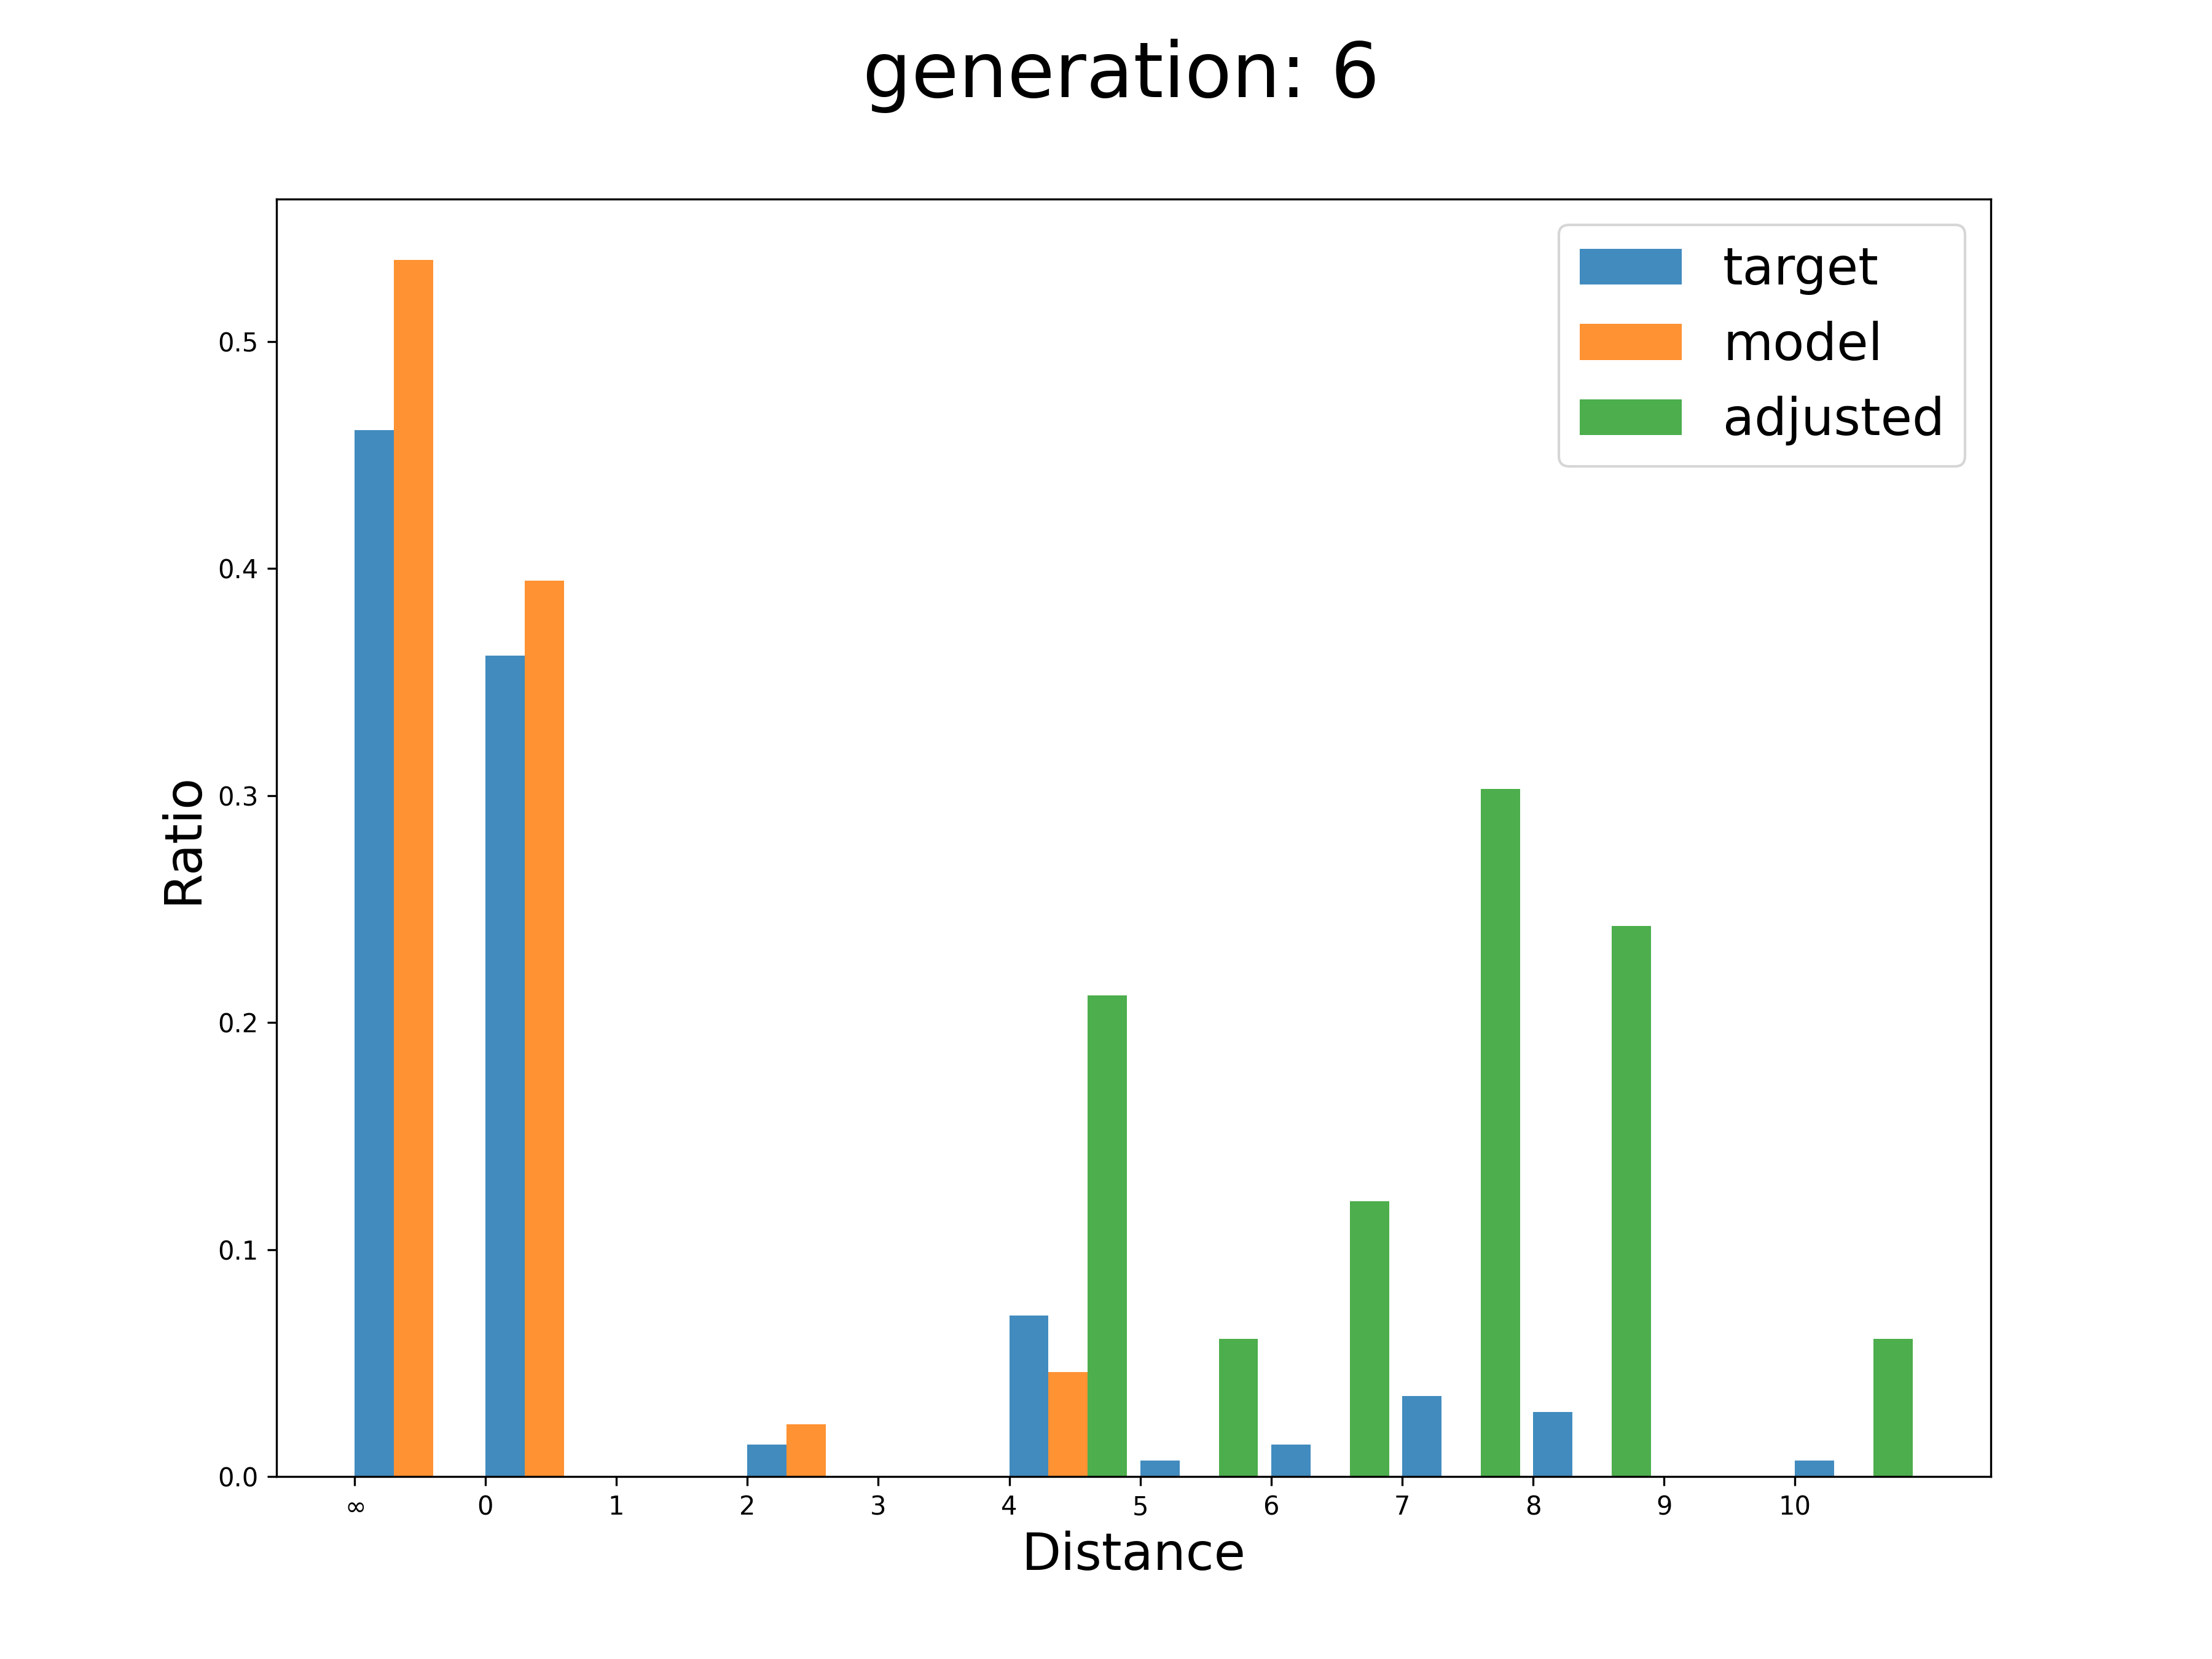 generation: 6
target
model
adjusted
Ratio
0.5
0.4
0.3
0.2
0.1
0.0
∞ 0 1 2 3 4 5 6 7 8 9 10
Distance